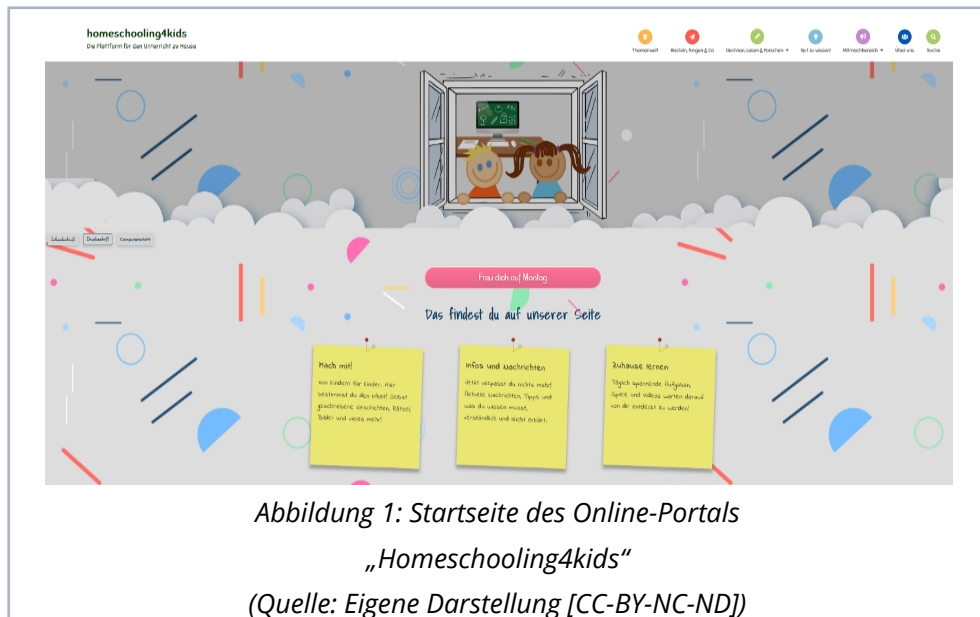 homeschooling4kids
Die Plattform für den Unterricht zu Hause
Themenwelt
Basteln, Singen & Co
Rechnen, Lesen & Forschen
Gut zu wissen!
Mitmachbereich
Über uns
Suche
Schulschrift
Druckschrift
Computerschrift
Freu dich auf Montag
Das findest du auf unserer Seite
Mach mit!
Von Kindern für Kinder. Hier
bestimmst du den Inhalt! Selbst
geschriebene Geschichten, Rätsel,
Bilder und vieles mehr!
Infos und Nachrichten
Jetzt verpasst du nichts mehr!
Aktuelle Nachrichten, Tipps und
was du wissen musst,
verständlich und leicht erklärt.
Zuhause lernen
Täglich spannende Aufgaben,
Spiele und Videos warten darauf
von dir entdeckt zu werden!
Abbildung 1: Startseite des Online-Portals
„Homeschooling4kids“
(Quelle: Eigene Darstellung [CC-BY-NC-ND])